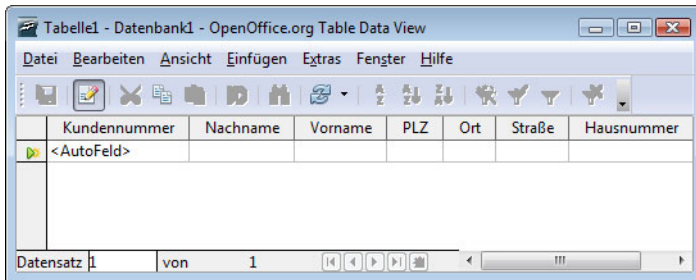 Tabelle1 - Datenbank1 - OpenOffice.org Table Data View
Datei Bearbeiten Ansicht Einfügen Extras Fenster Hilfe
Kundennummer Nachname Vorname PLZ Ort Straße Hausnummer
<AutoFeld>
Datensatz 1 von 1